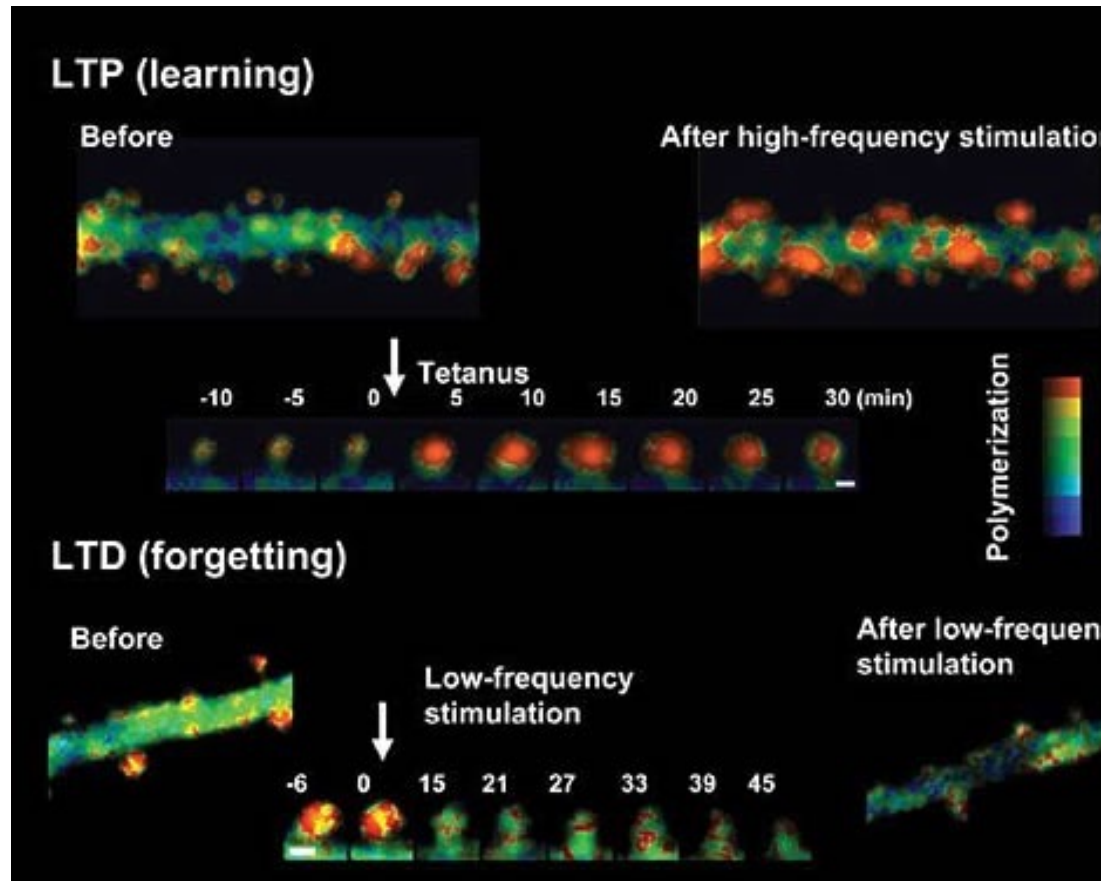 LTP (learning)
Before
After high-frequency stimulatio
Tetanus
-10 -5 0 5 10 15 20 25 30 (min)
Polymerization
LTD (forgetting)
Before
Low-frequency
stimulation
After low-frequen
stimulation
-6 0 15 21 27 33 39 45